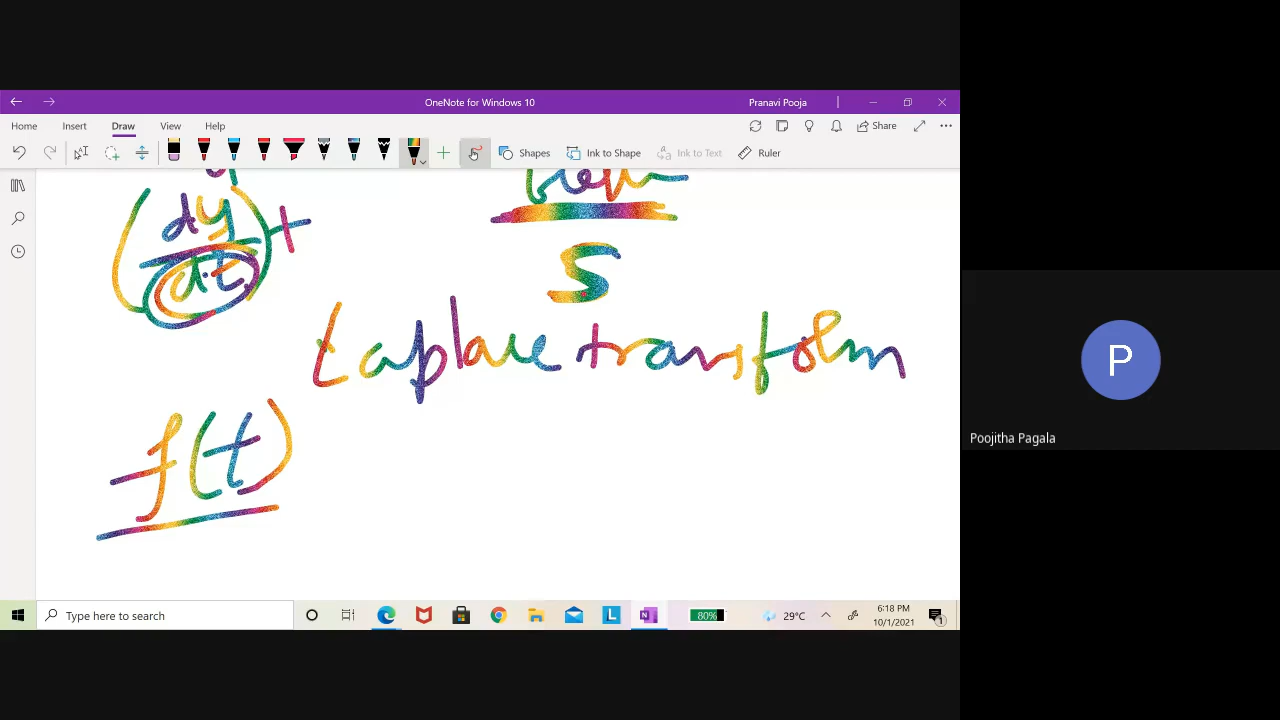 OneNote for Windows 10
Pranavi Pooja
Home Insert Draw View Help
Share
Shapes Ink to Shape Ink to Text Ruler
(dy/dt) +
S
Laplace transform
f(t)
P
Poojitha Pagala
Type here to search
80%
29°C
6:18 PM
10/1/2021
1